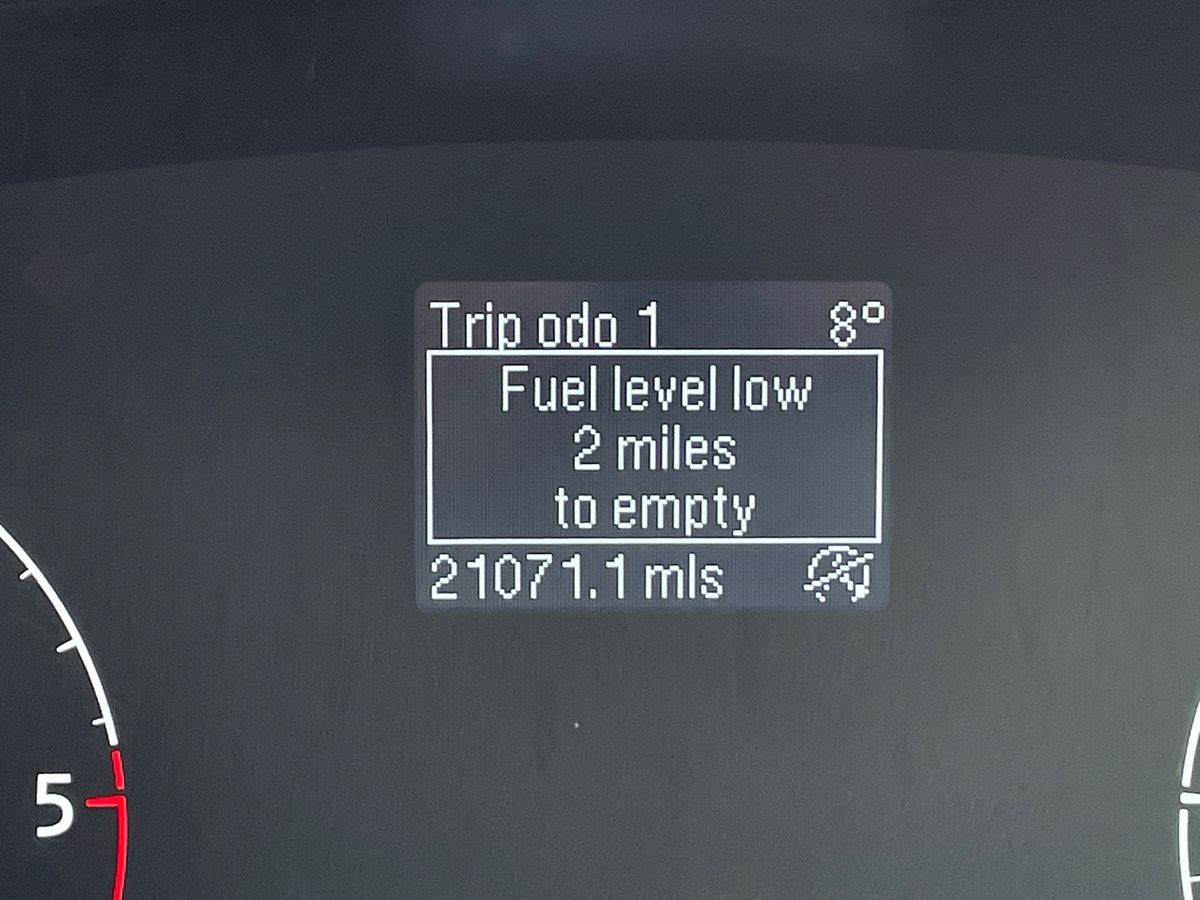 Trip odo 1 8°
Fuel level low
2 miles
to empty
21071.1 mls
5